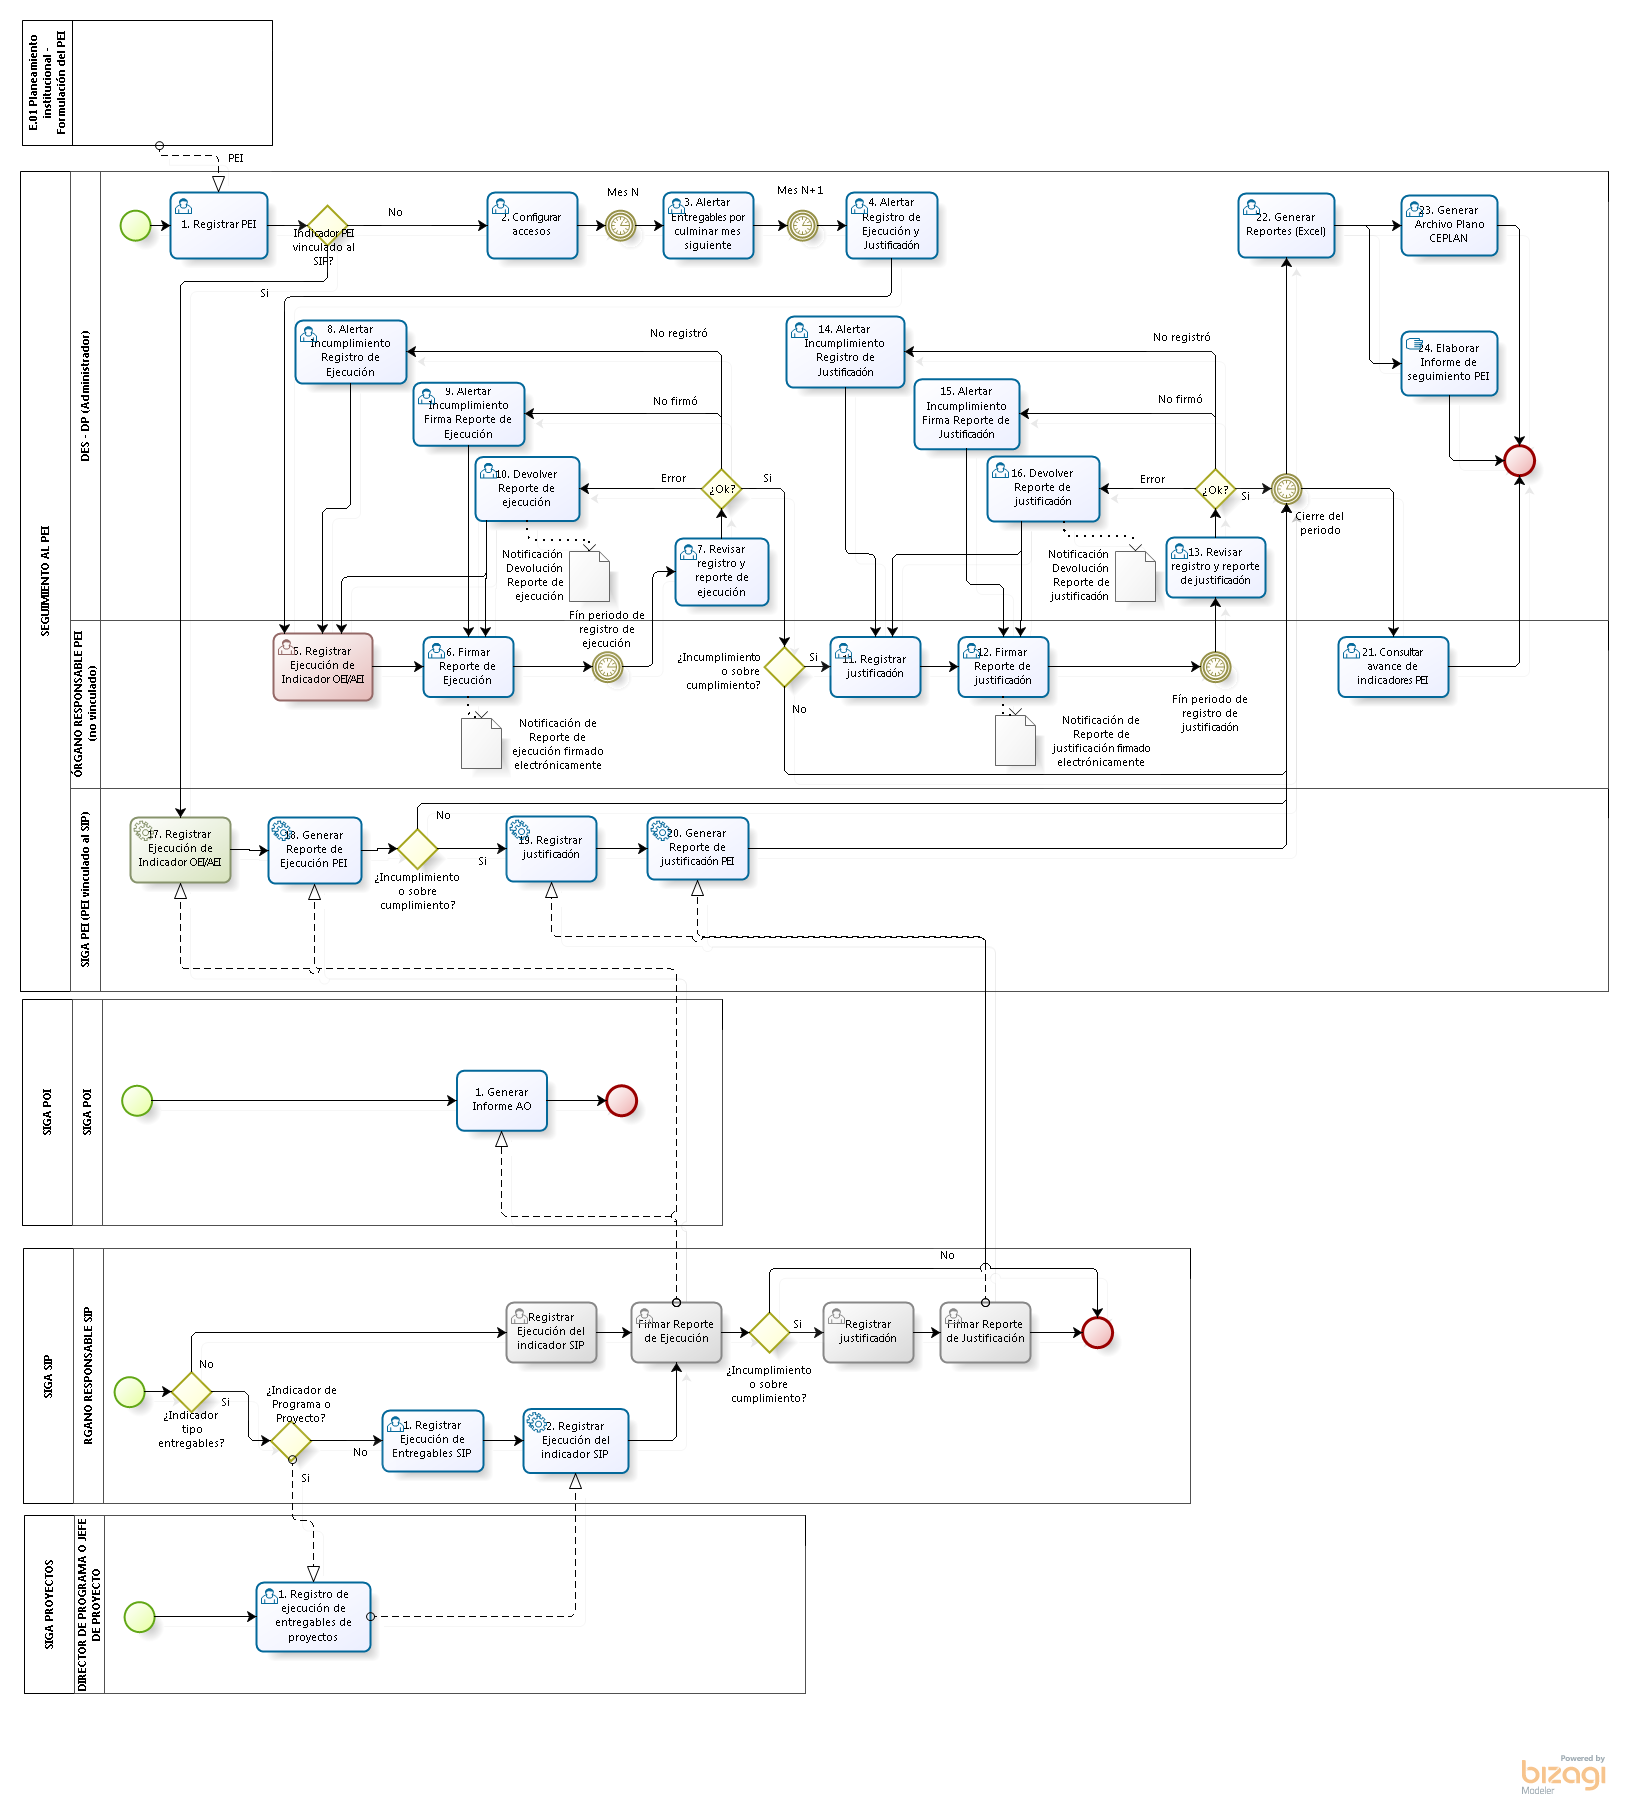 E.01 Planeamiento
institucional -
Formulación del PEI
PEI
SEGUIMIENTO AL PEI
DES - DP (Administrador)
1. Registrar PEI
Indicador PEI
vinculado al
SIP?
No
Si
2. Configurar
accesos
Mes N
3. Alertar
Entregables por
culminar mes
siguiente
Mes N+1
4. Alertar
Registro de
Ejecución y
Justificación
22. Generar
Reportes (Excel)
23. Generar
Archivo Plano
CEPLAN
24. Elaborar
Informe de
seguimiento PEI
8. Alertar
Incumplimiento
Registro de
Ejecución
No registró
9. Alertar
Incumplimiento
Firma Reporte de
Ejecución
No firmó
10. Devolver
Reporte de
ejecución
Error
¿Ok?
Si
Notificación
Devolución
Reporte de
ejecución
7. Revisar
registro y
reporte de
ejecución
14. Alertar
Incumplimiento
Registro de
Justificación
No registró
15. Alertar
Incumplimiento
Firma Reporte de
Justificación
No firmó
16. Devolver
Reporte de
justificación
Error
¿Ok?
Si
Cierre del
periodo
Notificación
Devolución
Reporte de
justificación
13. Revisar
registro y reporte
de justificación
ÓRGANO RESPONSABLE PEI
(no vinculado)
5. Registrar
Ejecución de
Indicador OEI/AEI
6. Firmar
Reporte de
Ejecución
Fín periodo de
registro de
ejecución
Notificación de
Reporte de
ejecución firmado
electrónicamente
¿Incumplimiento
o sobre
cumplimiento?
Si
No
11. Registrar
justificación
12. Firmar
Reporte de
justificación
Notificación de
Reporte de
justificación firmado
electrónicamente
Fín periodo de
registro de
justificación
21. Consultar
avance de
indicadores PEI
SIGA PEI (PEI vinculado al SIP)
17. Registrar
Ejecución de
Indicador OEI/AEI
18. Generar
Reporte de
Ejecución PEI
No
Si
¿Incumplimiento
o sobre
cumplimiento?
19. Registrar
justificación
20. Generar
Reporte de
justificación PEI
SIGA POI
SIGA POI
1. Generar
Informe AO
SIGA SIP
RGANO RESPONSABLE SIP
¿Indicador
tipo
entregables?
No
Si
¿Indicador de
Programa o
Proyecto?
No
Si
1. Registrar
Ejecución de
Entregables SIP
2. Registrar
Ejecución del
indicador SIP
Registrar
Ejecución del
indicador SIP
Firmar Reporte
de Ejecución
¿Incumplimiento
o sobre
cumplimiento?
No
Si
Registrar
justificación
Firmar Reporte
de Justificación
SIGA PROYECTOS
DIRECTOR DE PROGRAMA O JEFE
DE PROYECTO
1. Registro de
ejecución de
entregables de
proyectos
Powered by
bizagi
Modeler